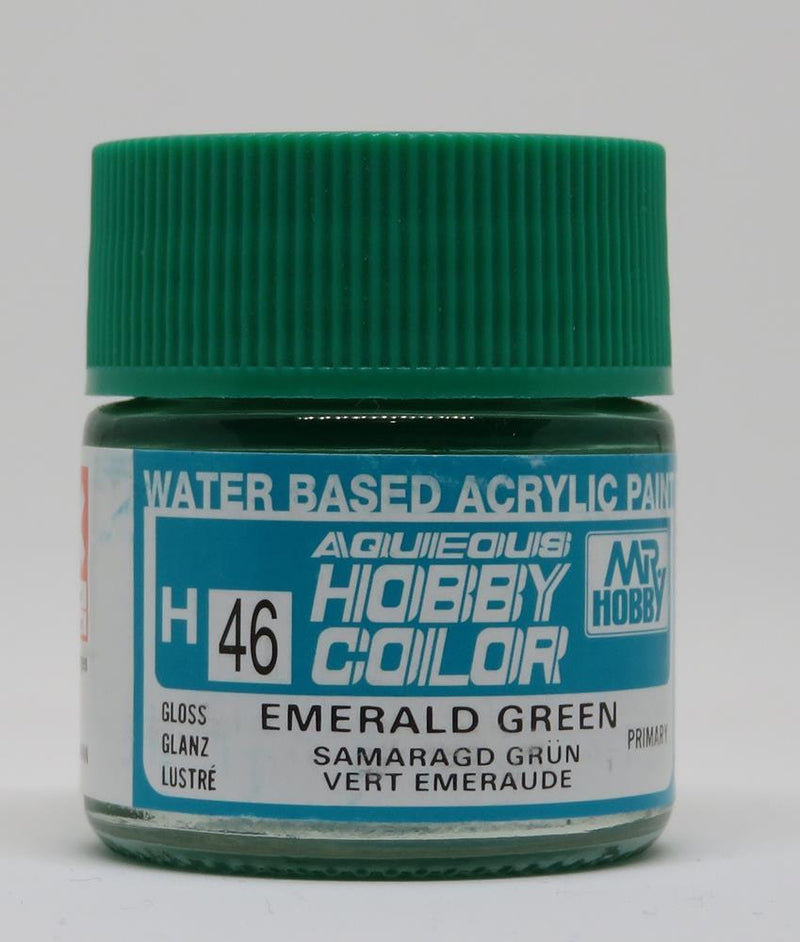 WATER BASED ACRYLIC PAINT
AQUEOUS
HOBBY
COLOR
MR
HOBBY
H 46
GLOSS
GLANZ
LUSTRÉ
EMERALD GREEN
SAMARAGD GRÜN
VERT EMERAUDE
PRIMARY